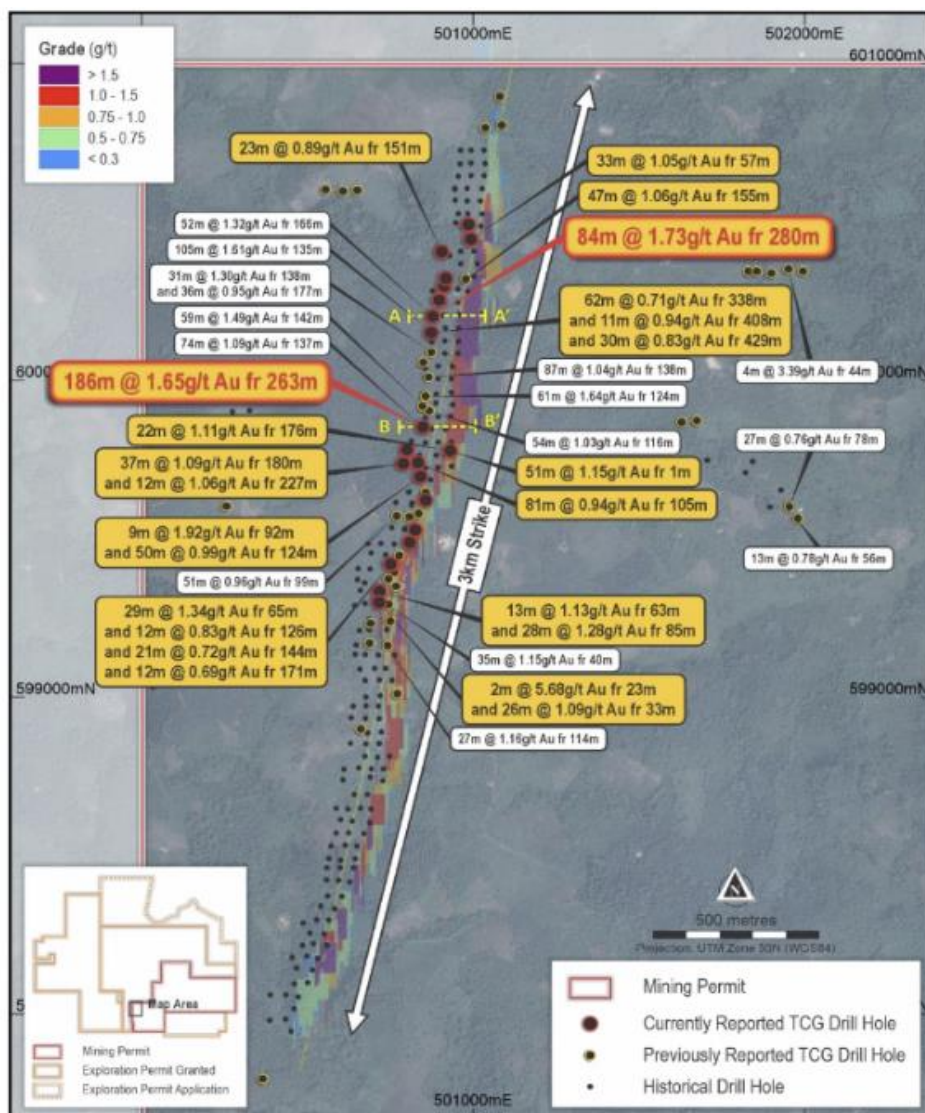 501000mE
502000mE
601000mN
Grade (g/t)
> 1.5
1.0 - 1.5
0.75 - 1.0
0.5 - 0.75
< 0.3
23m @ 0.89g/t Au fr 151m
33m @ 1.05g/t Au fr 57m
47m @ 1.06g/t Au fr 155m
52m @ 1.32g/t Au fr 166m
105m @ 1.61g/t Au fr 135m
84m @ 1.73g/t Au fr 280m
31m @ 1.30g/t Au fr 138m
and 36m @ 0.95g/t Au fr 177m
59m @ 1.49g/t Au fr 142m
74m @ 1.09g/t Au fr 137m
A
A'
62m @ 0.71g/t Au fr 338m
and 11m @ 0.94g/t Au fr 408m
and 30m @ 0.83g/t Au fr 429m
186m @ 1.65g/t Au fr 263m
87m @ 1.04g/t Au fr 138m
4m @ 3.39g/t Au fr 44m
61m @ 1.64g/t Au fr 124m
B
B'
22m @ 1.11g/t Au fr 176m
54m @ 1.03g/t Au fr 116m
27m @ 0.76g/t Au fr 78m
37m @ 1.09g/t Au fr 180m
and 12m @ 1.06g/t Au fr 227m
51m @ 1.15g/t Au fr 1m
81m @ 0.94g/t Au fr 105m
9m @ 1.92g/t Au fr 92m
and 50m @ 0.99g/t Au fr 124m
3km Strike
13m @ 0.78g/t Au fr 56m
51m @ 0.96g/t Au fr 99m
29m @ 1.34g/t Au fr 65m
and 12m @ 0.83g/t Au fr 126m
and 21m @ 0.72g/t Au fr 144m
and 12m @ 0.69g/t Au fr 171m
13m @ 1.13g/t Au fr 63m
and 28m @ 1.28g/t Au fr 85m
35m @ 1.15g/t Au fr 40m
599000mN
599000mN
2m @ 5.68g/t Au fr 23m
and 26m @ 1.09g/t Au fr 33m
27m @ 1.16g/t Au fr 114m
500 metres
Map Area
Mining Permit
Exploration Permit Granted
Exploration Permit Application
Mining Permit
Currently Reported TCG Drill Hole
Previously Reported TCG Drill Hole
Historical Drill Hole
501000mE